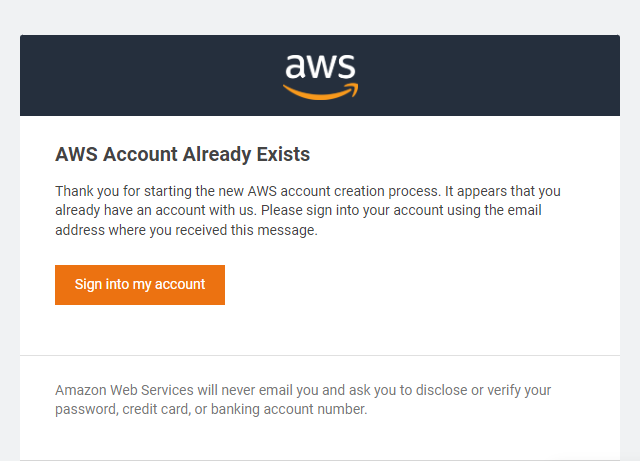 aws
AWS Account Already Exists
Thank you for starting the new AWS account creation process. It appears that you
already have an account with us. Please sign into your account using the email
address where you received this message.
Sign into my account
Amazon Web Services will never email you and ask you to disclose or verify your
password, credit card, or banking account number.